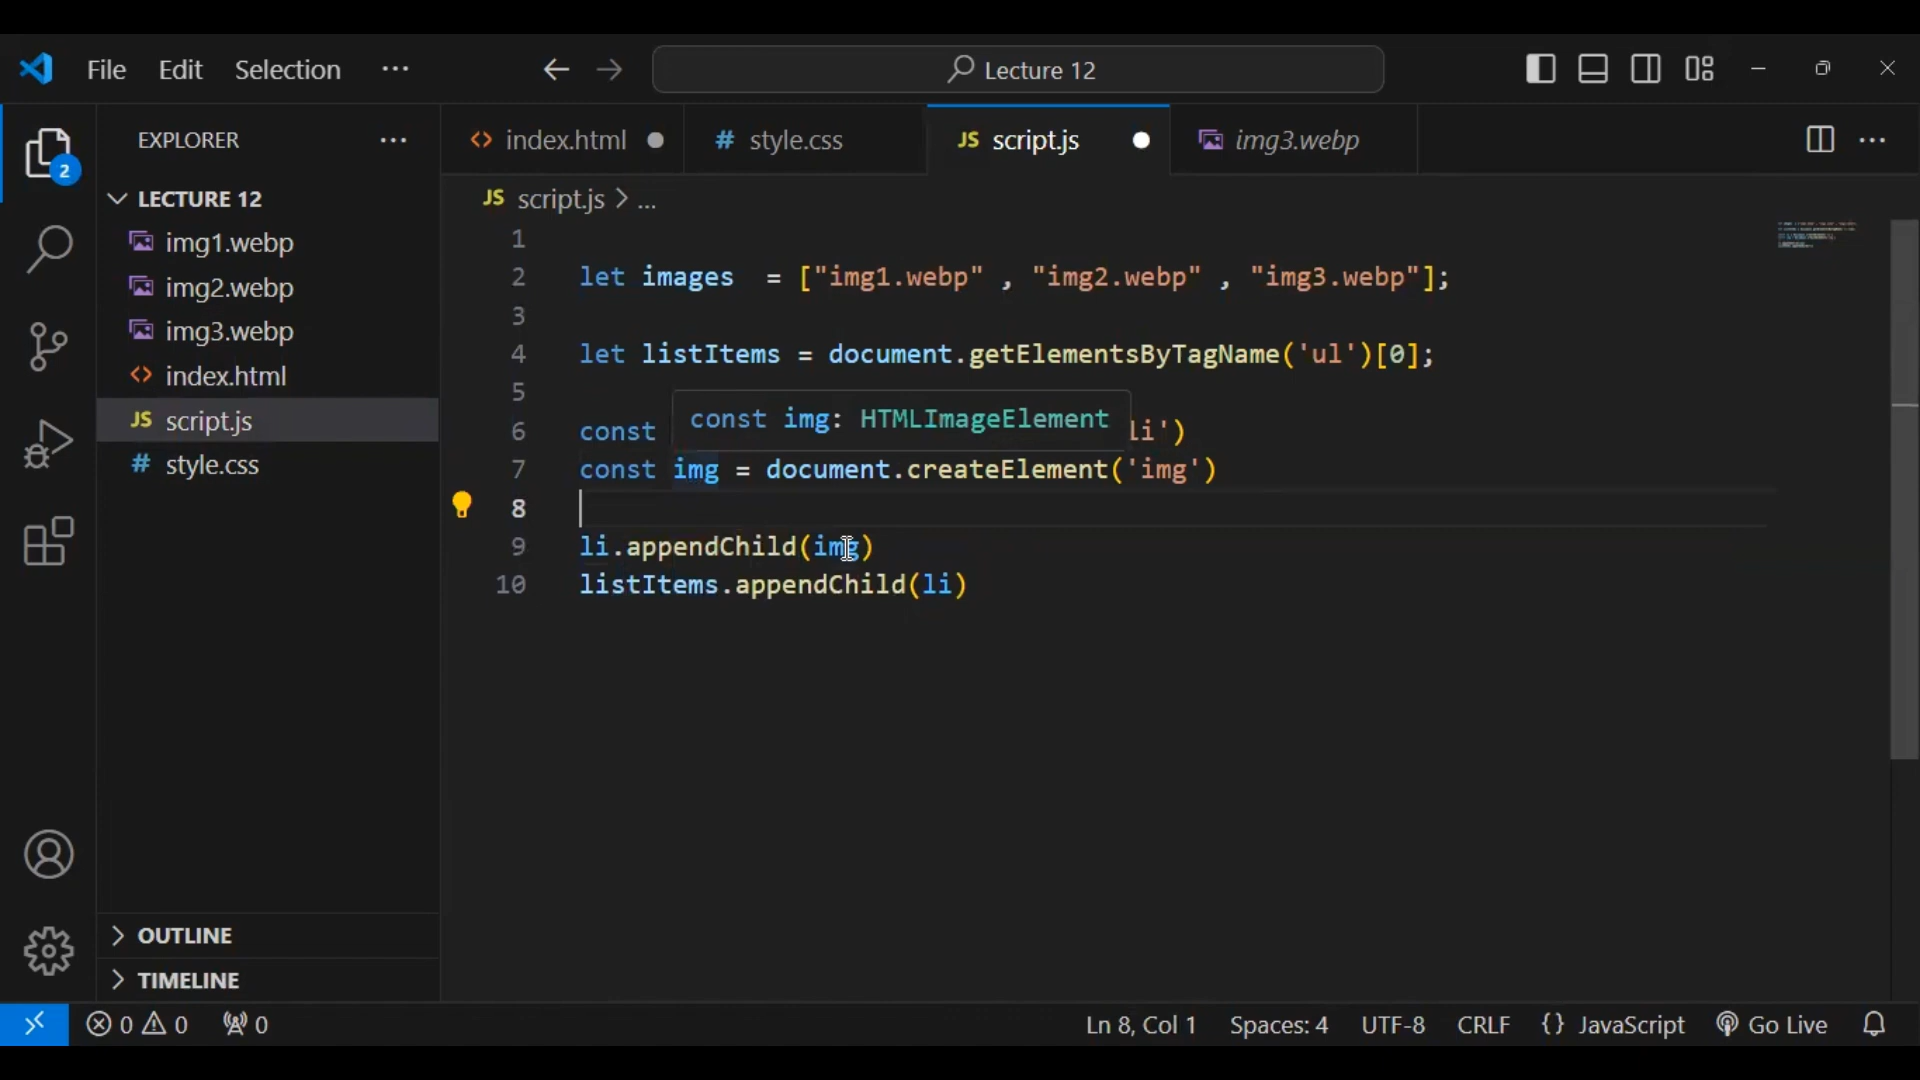 File Edit Selection ··· Lecture 12
EXPLORER ···
index.html # style.css JS script.js img3.webp ···
2
LECTURE 12
JS script.js > ...
img1.webp
img2.webp
img3.webp
index.html
JS script.js
# style.css
1
2 let images = ["img1.webp" , "img2.webp" , "img3.webp"];
3
4 let listItems = document.getElementsByTagName('ul')[0];
5
const img: HTMLImageElement
6 const li')
7 const img = document.createElement('img')
8
9 li.appendChild(img)
10 listItems.appendChild(li)
OUTLINE
TIMELINE
0 0 0 Ln 8, Col 1 Spaces: 4 UTF-8 CRLF {} JavaScript Go Live